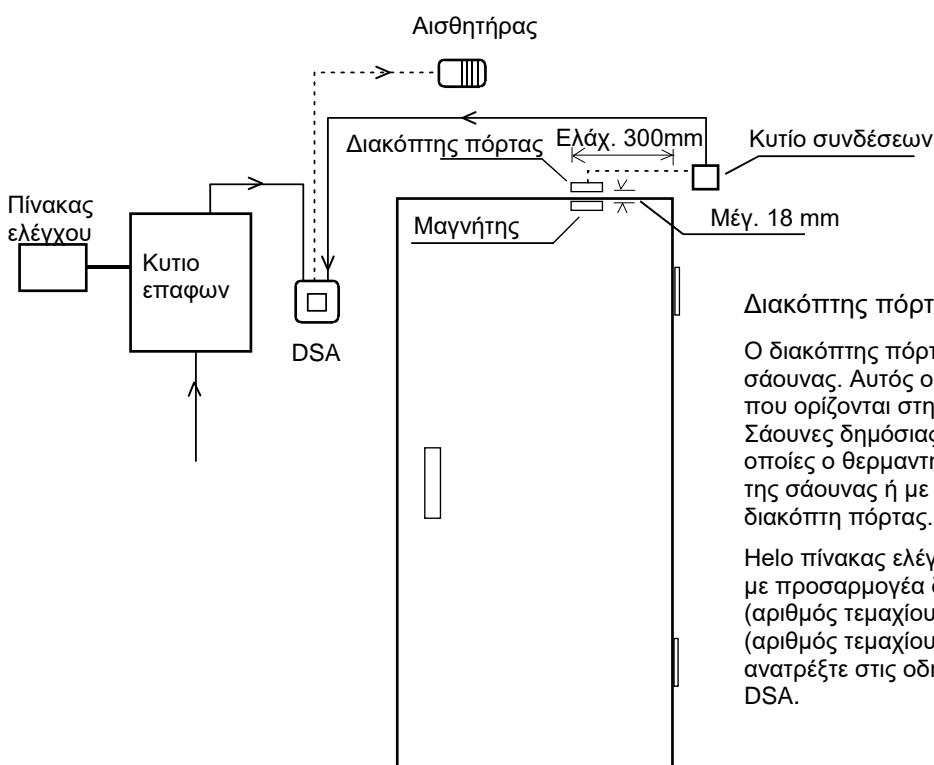 Αισθητήρας
Διακόπτης πόρτας
Ελάχ. 300mm
Κυτίο συνδέσεων
Πίνακας
ελέγχου
Μαγνήτης
Μέγ. 18 mm
Κυτιο
επαφων
DSA
Διακόπτης πόρτ
Ο διακόπτης πόρτ
σάουνας. Αυτός ο
που ορίζονται στη
Σάουνες δημόσιας
οποίες ο θερμαντή
της σάουνας ή με
διακόπτη πόρτας.
Helo πίνακας ελέγ
με προσαρμογέα
(αριθμός τεμαχίου
(αριθμός τεμαχίου
ανατρέξτε στις οδη
DSA.